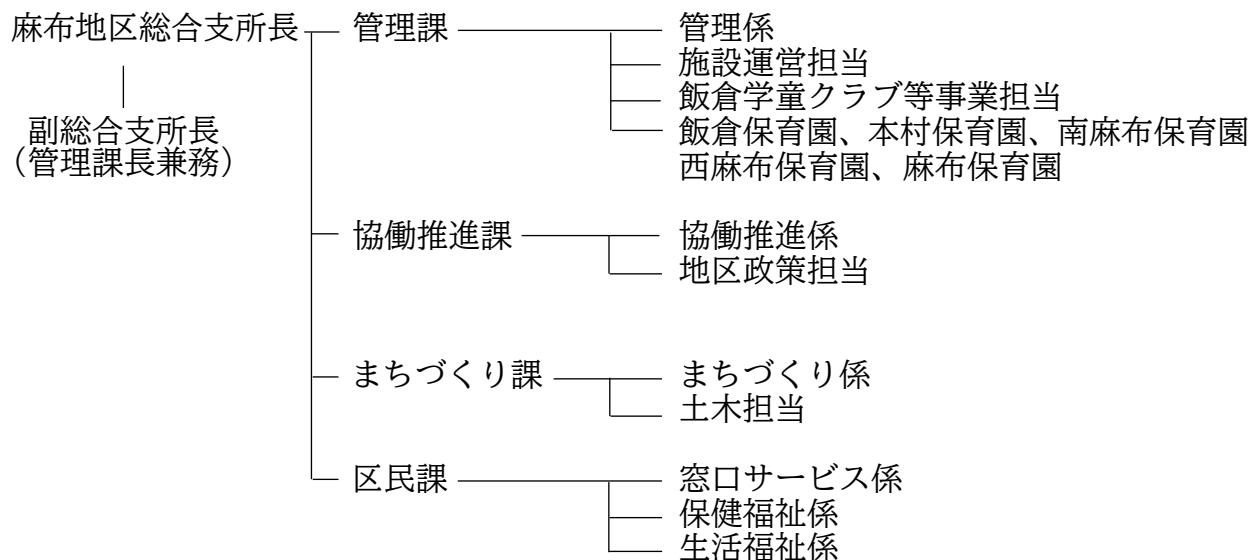 麻布地区総合支所長
副総合支所長
(管理課長兼務)
管理課
管理係
施設運営担当
飯倉学童クラブ等事業担当
飯倉保育園、本村保育園、南麻布保育園
西麻布保育園、麻布保育園
協働推進課
協働推進係
地区政策担当
まちづくり課
まちづくり係
土木担当
区民課
窓口サービス係
保健福祉係
生活福祉係